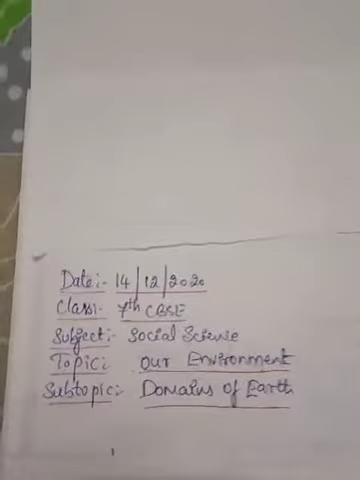 Date:- 14/12/2020
Class:- 7th CBSE
Subject:- Social Science
Topic: Our Environment
Subtopic:- Domains of Earth